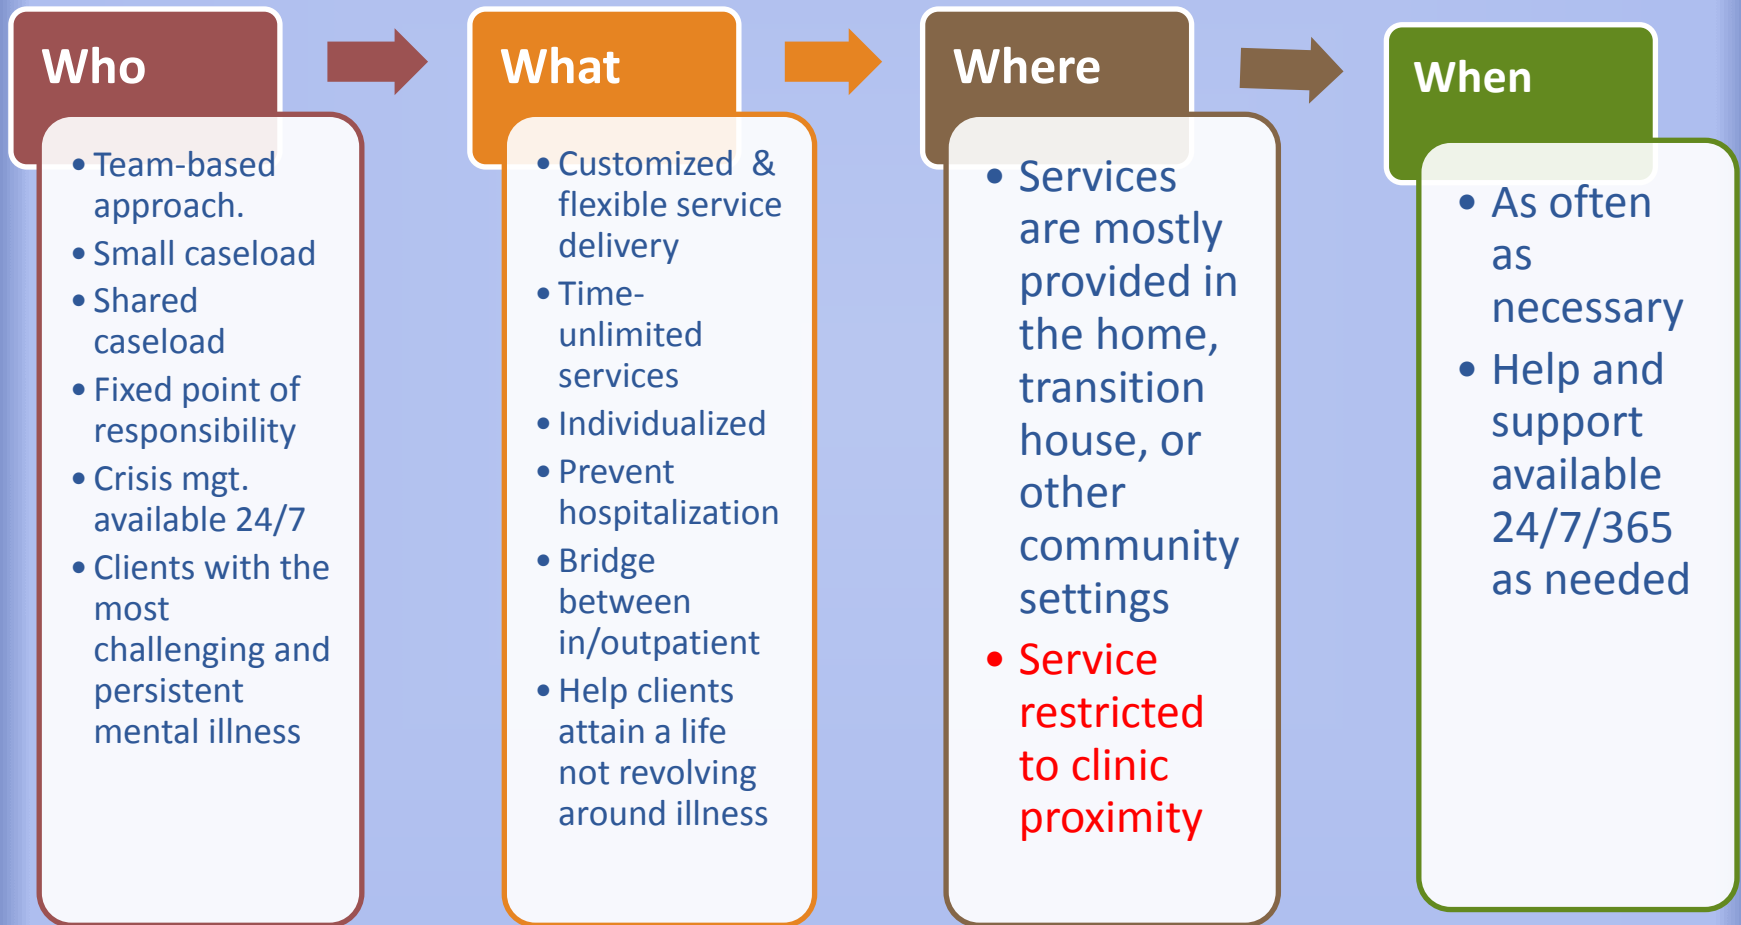 Who
• Team-based
approach.
• Small caseload
• Shared
caseload
• Fixed point of
responsibility
• Crisis mgt.
available 24/7
• Clients with the
most
challenging and
persistent
mental illness
What
• Customized & 
flexible service
delivery
• Time-
unlimited
services
• Individualized
• Prevent
hospitalization
• Bridge
between
in/outpatient
• Help clients
attain a life
not revolving
around illness
Where
• Services
are mostly
provided in
the home,
transition
house, or
other
community
settings
• Service
restricted
to clinic
proximity
When
• As often
as
necessary
• Help and
support
available
24/7/365
as needed